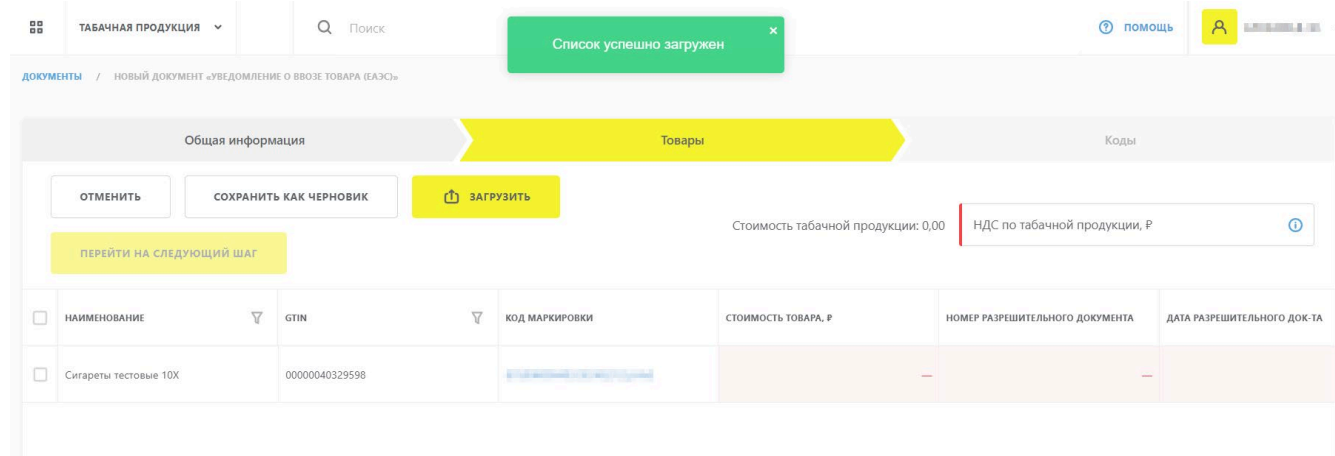 ТАБАЧНАЯ ПРОДУКЦИЯ
Поиск
Список успешно загружен
×
ПОМОЩЬ
ДОКУМЕНТЫ / НОВЫЙ ДОКУМЕНТ «УВЕДОМЛЕНИЕ О ВВОЗЕ ТОВАРА (ЕАЭС)»
Общая информация
Товары
Коды
ОТМЕНИТЬ
СОХРАНИТЬ КАК ЧЕРНОВИК
ЗАГРУЗИТЬ
Стоимость табачной продукции: 0,00
НДС по табачной продукции, ₽
ПЕРЕЙТИ НА СЛЕДУЮЩИЙ ШАГ
НАИМЕНОВАНИЕ
GTIN
КОД МАРКИРОВКИ
СТОИМОСТЬ ТОВАРА, ₽
НОМЕР РАЗРЕШИТЕЛЬНОГО ДОКУМЕНТА
ДАТА РАЗРЕШИТЕЛЬНОГО ДОК-ТА
Сигареты тестовые 10X
00000040329598
—
—